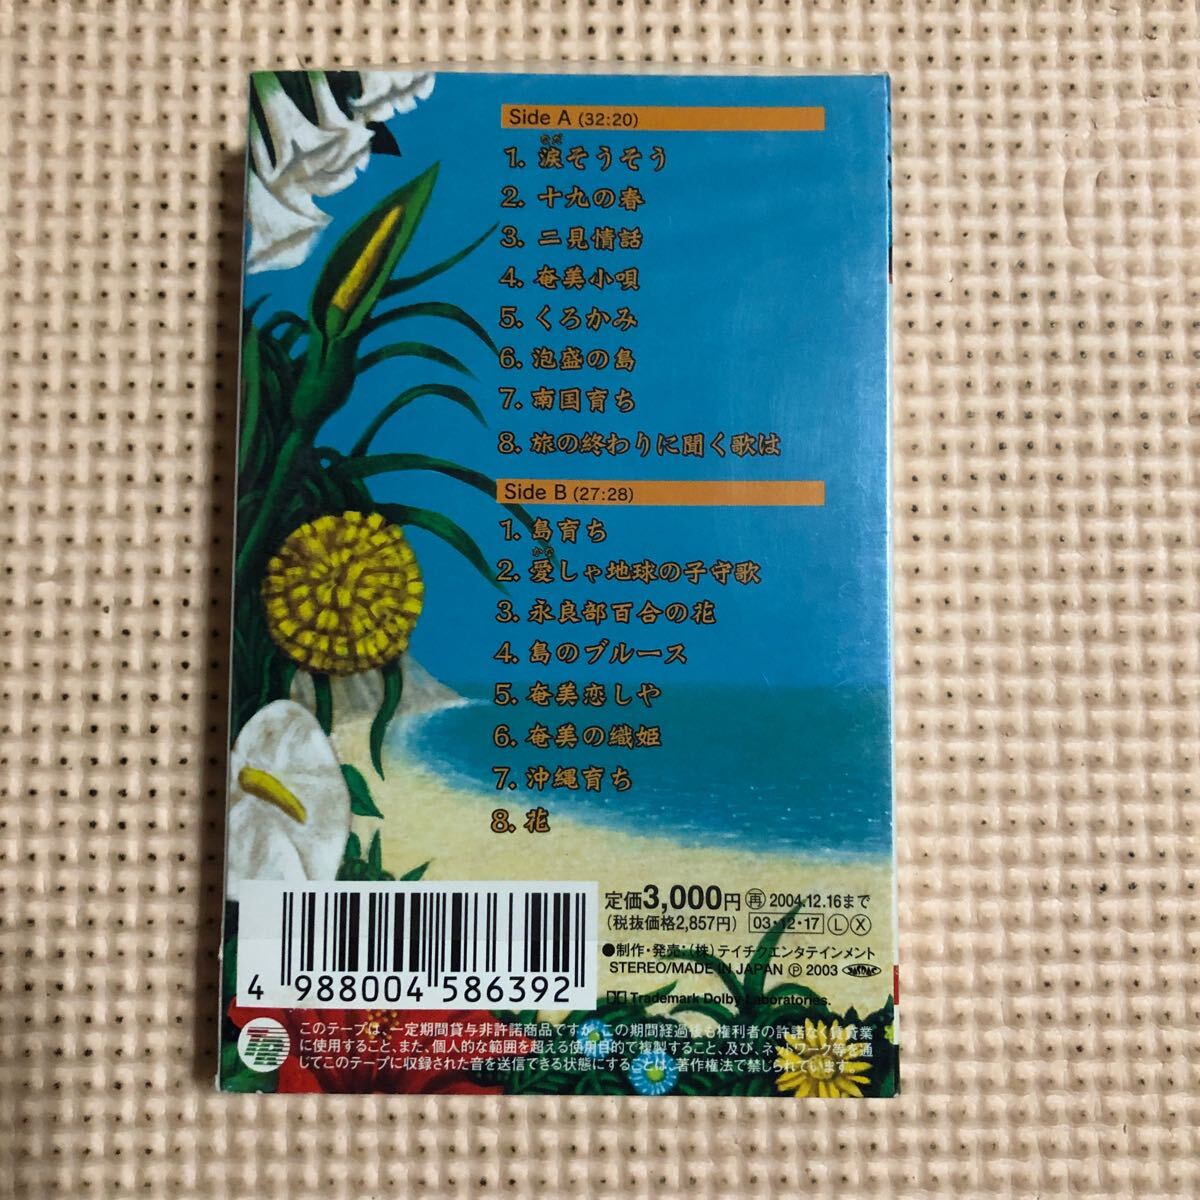 Side A (32:20)
なだ
1. 涙そうそう
2. 十九の春
3. 二見情話
4. 奄美小唄
5. くろかみ
6. 泡盛の島
7. 南国育ち
8. 旅の終わりに聞く歌は
Side B (27:28)
1. 島育ち
かな
2. 愛しゃ地球の子守歌
3. 永良部百合の花
4. 島のブルース
5. 奄美恋しや
6. 奄美の織姫
7. 沖縄育ち
8. 花
定価3,000円 再 2004.12.16まで
(税抜価格2,857円) 03・12・17 L X
●制作・発売:(株)テイチクエンタテインメント
STEREO/MADE IN JAPAN Ⓟ 2003
Trademark Dolby Laboratories.
4 988004 586392
このテープは、一定期間貸与非許諾商品ですが、この期間経過後も権利者の許諾なく賃貸業
に使用すること、また、個人的な範囲を超える使用目的で複製すること、及び、ネットワーク等を通
じてこのテープに収録された音を送信できる状態にすることは、著作権法で禁じられています。